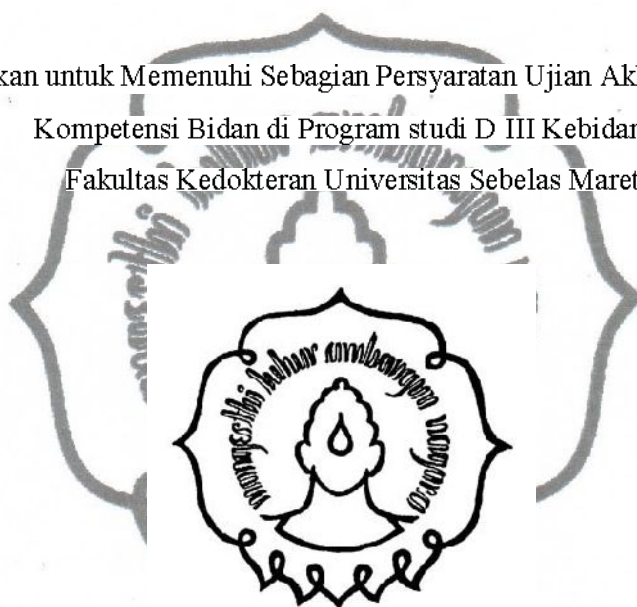 kan untuk Memenuhi Sebagian Persyaratan Ujian Ak
Kompetensi Bidan di Program studi D III Kebidan
Fakultas Kedokteran Universitas Sebelas Maret
mangesthi luhur ambangun nagara